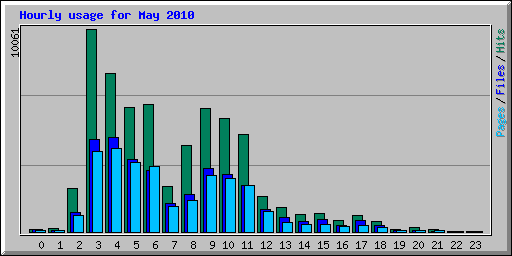 Hourly usage for May 2010
10061
Pages / Files / Hits
0 1 2 3 4 5 6 7 8 9 10 11 12 13 14 15 16 17 18 19 20 21 22 23